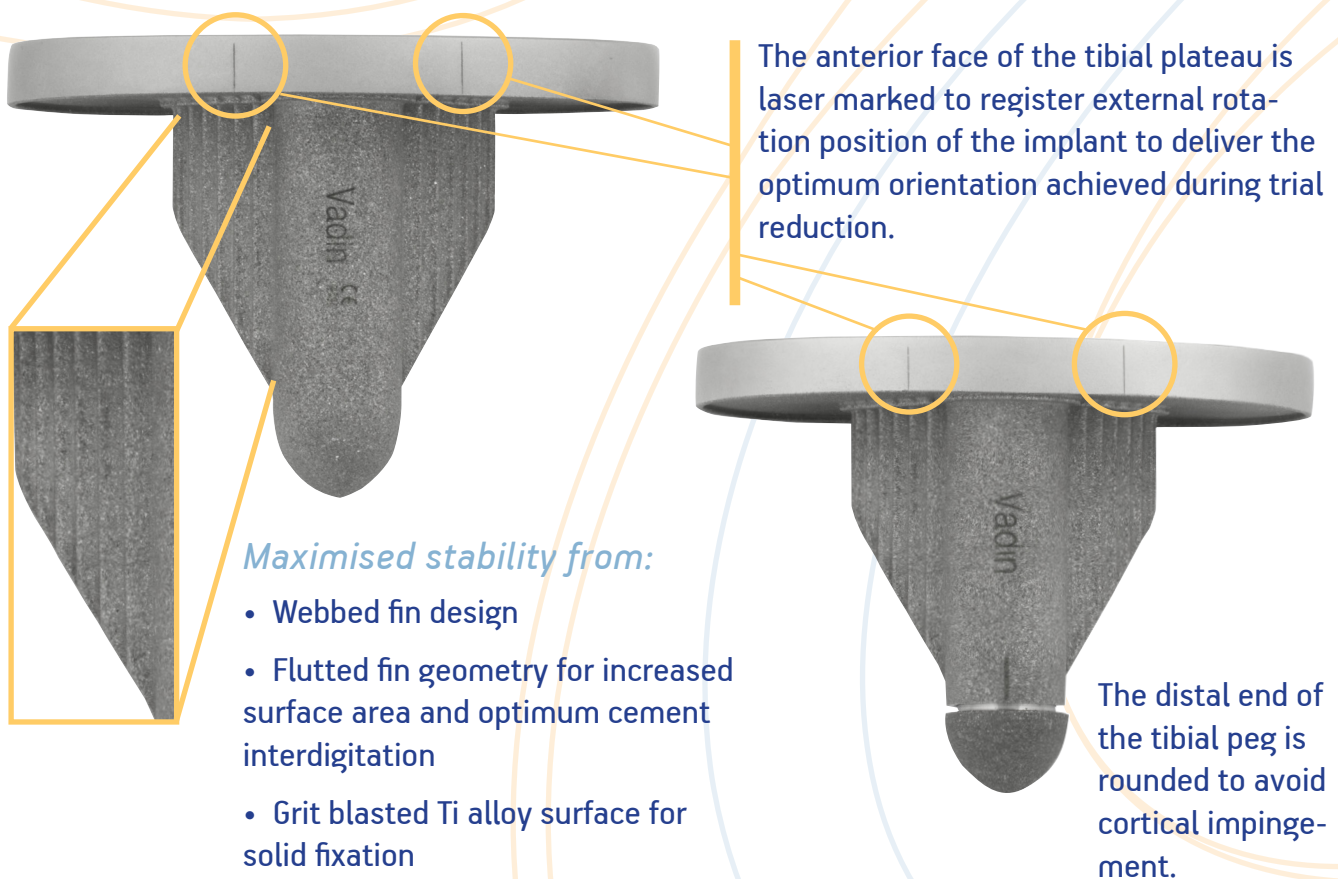 The anterior face of the tibial plateau is
laser marked to register external rota-
tion position of the implant to deliver the
optimum orientation achieved during trial
reduction.
Vadin CE
Vadin
Maximised stability from:
• Webbed fin design
• Flutted fin geometry for increased
surface area and optimum cement
interdigitation
• Grit blasted Ti alloy surface for
solid fixation
The distal end of
the tibial peg is
rounded to avoid
cortical impinge-
ment.